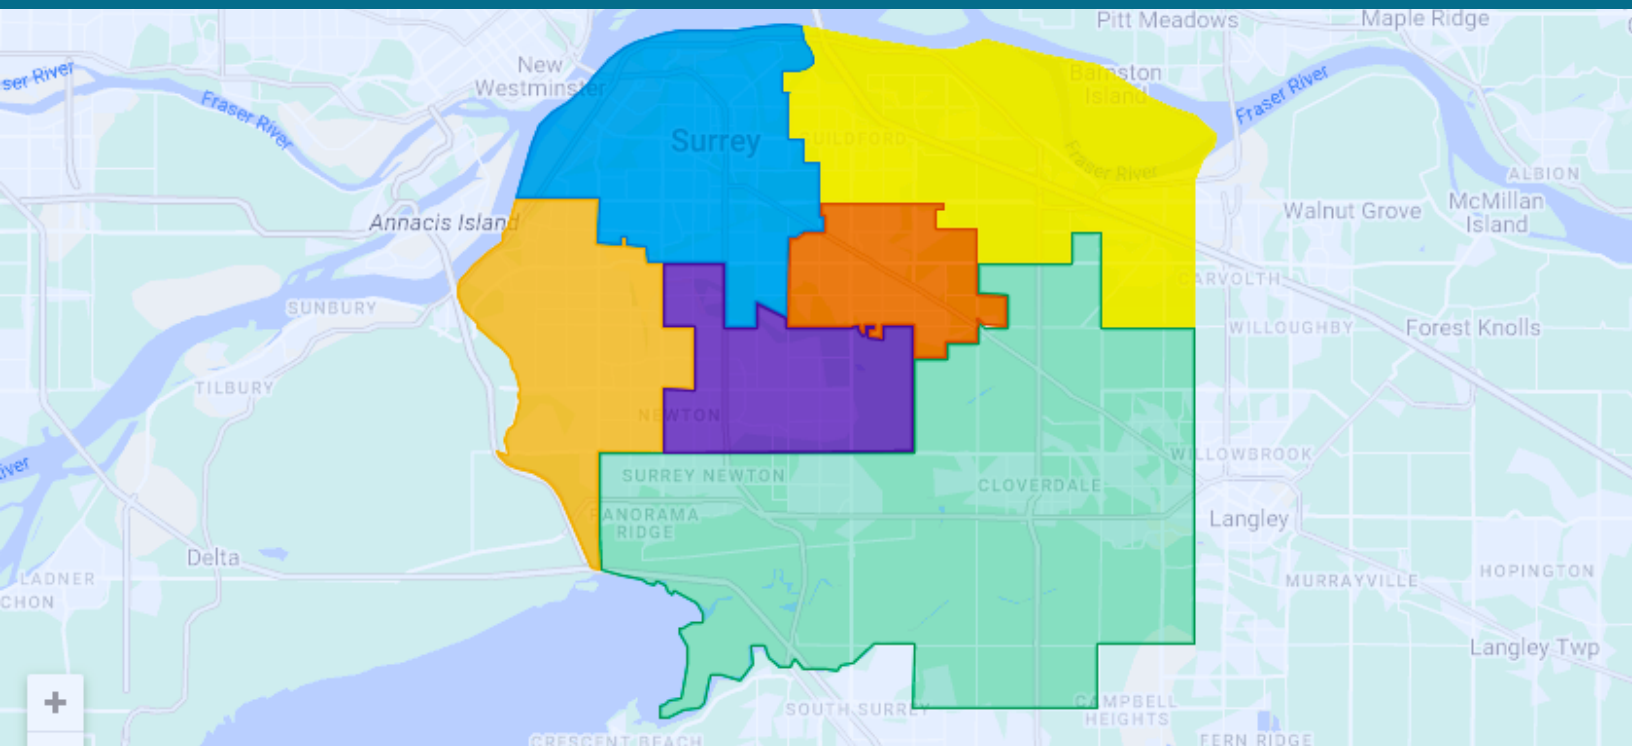 Pitt Meadows
Maple Ridge
New
Westminster
ser River
Fraser River
Barnston
Island
Fraser River
Surrey
GUILDFORD
Fraser River
ALBION
McMillan
Island
Walnut Grove
Annacis Island
CARVOLTH
SUNBURY
WILLOUGHBY
Forest Knolls
TILBURY
NEWTON
WILLOWBROOK
iver
SURREY NEWTON
CLOVERDALE
PANORAMA
RIDGE
Langley
Delta
LADNER
CHON
MURRAYVILLE
HOPINGTON
Langley Twp
+
SOUTH SURREY
CAMPBELL
HEIGHTS
CRESCENT BEACH
FERN RIDGE